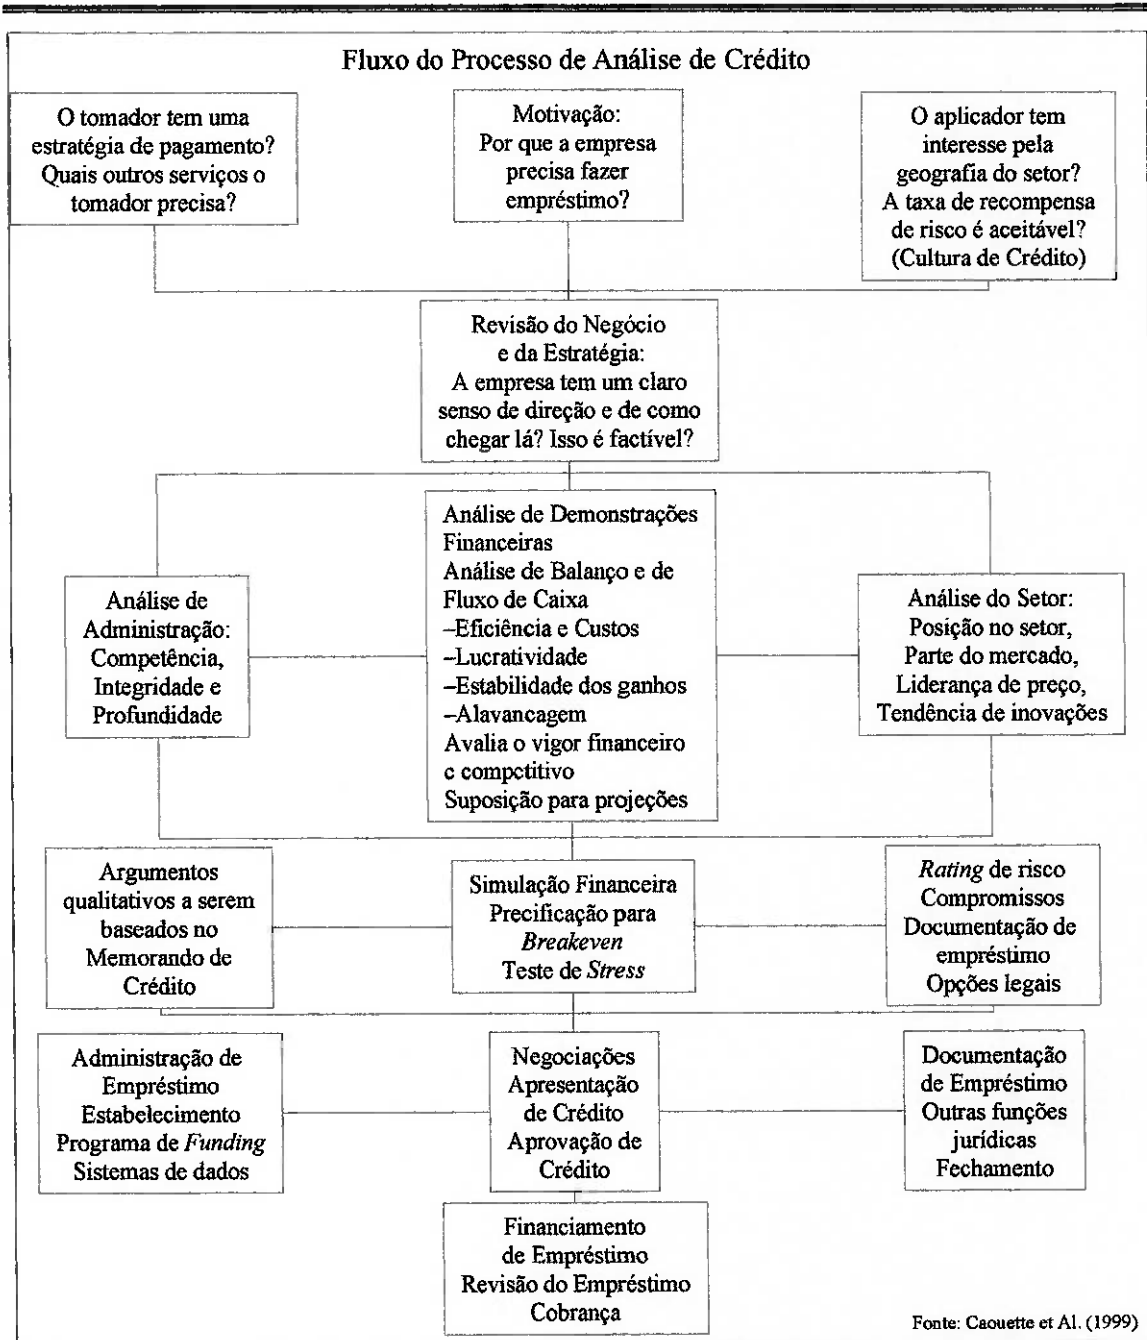 Fluxo do Processo de Análise de Crédito
O tomador tem uma
estratégia de pagamento?
Quais outros serviços o
tomador precisa?
Motivação:
Por que a empresa
precisa fazer
empréstimo?
O aplicador tem
interesse pela
geografia do setor?
A taxa de recompensa
de risco é aceitável?
(Cultura de Crédito)
Revisão do Negócio
e da Estratégia:
A empresa tem um claro
senso de direção e de como
chegar lá? Isso é factível?
Análise de
Administração:
Competência,
Integridade e
Profundidade
Análise de Demonstrações
Financeiras
Análise de Balanço e de
Fluxo de Caixa
–Eficiência e Custos
–Lucratividade
–Estabilidade dos ganhos
–Alavancagem
Avalia o vigor financeiro
e competitivo
Suposição para projeções
Análise do Setor:
Posição no setor,
Parte do mercado,
Liderança de preço,
Tendência de inovações
Argumentos
qualitativos a serem
baseados no
Memorando de
Crédito
Simulação Financeira
Precificação para
Breakeven
Teste de Stress
Rating de risco
Compromissos
Documentação de
empréstimo
Opções legais
Administração de
Empréstimo
Estabelecimento
Programa de Funding
Sistemas de dados
Negociações
Apresentação
de Crédito
Aprovação de
Crédito
Documentação
de Empréstimo
Outras funções
jurídicas
Fechamento
Financiamento
de Empréstimo
Revisão do Empréstimo
Cobrança
Fonte: Caouette et Al. (1999)